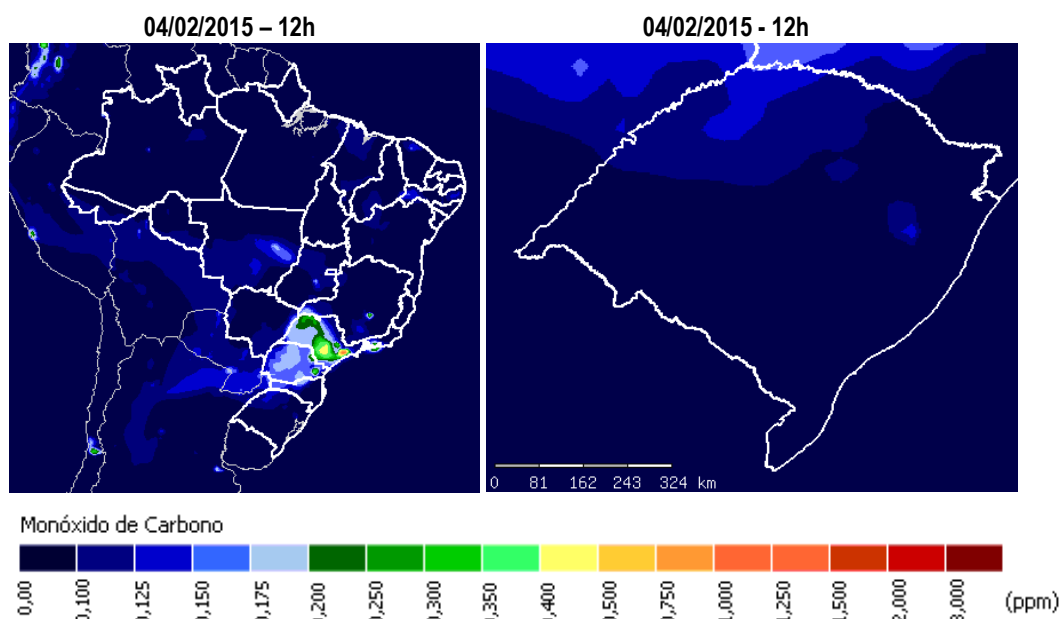 04/02/2015 – 12h
04/02/2015 - 12h
0 81 162 243 324 km
Monóxido de Carbono
0,00 0,100 0,125 0,150 0,175 0,200 0,250 0,300 0,350 0,400 0,500 0,750 1,000 1,250 1,500 2,000 3,000 (ppm)